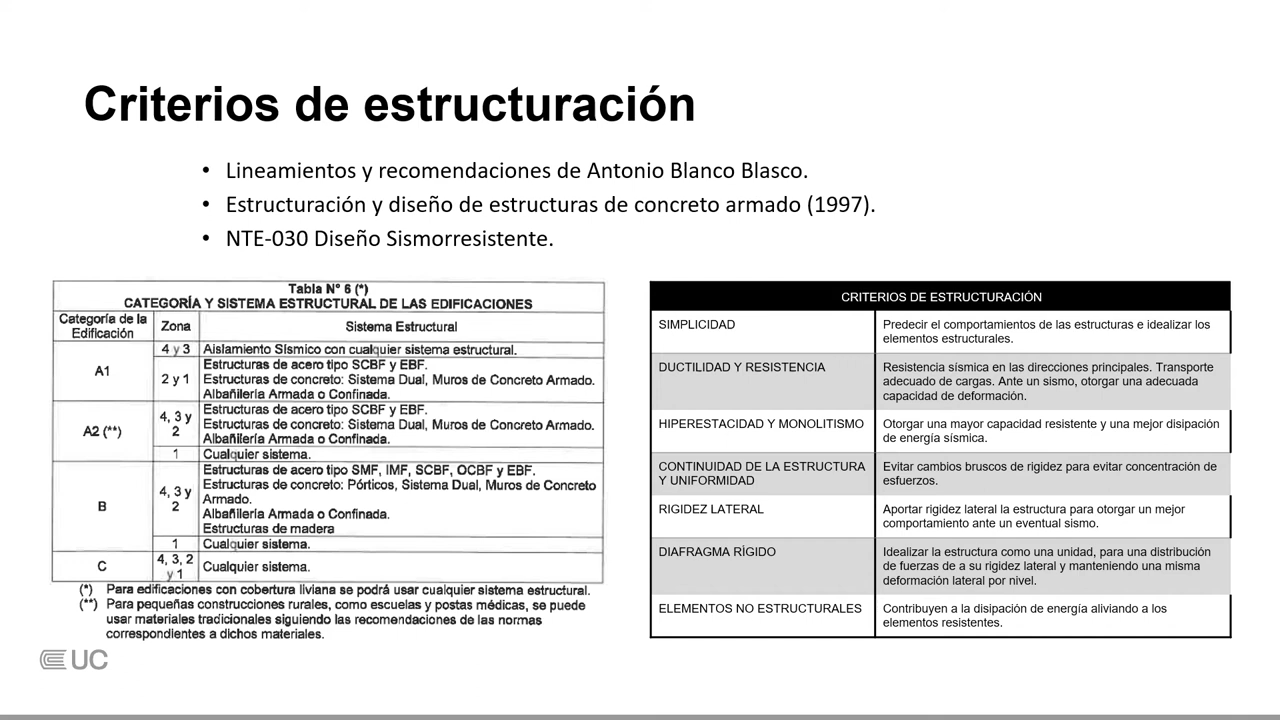 Criterios de estructuración
• Lineamientos y recomendaciones de Antonio Blanco Blasco.
• Estructuración y diseño de estructuras de concreto armado (1997).
• NTE-030 Diseño Sismorresistente.
Tabla N° 6 (*)
CATEGORÍA Y SISTEMA ESTRUCTURAL DE LAS EDIFICACIONES
Categoría de la Edificación
Zona
Sistema Estructural
A1
4 y 3
Aislamiento Sísmico con cualquier sistema estructural.
2 y 1
Estructuras de acero tipo SCBF y EBF.
Estructuras de concreto: Sistema Dual, Muros de Concreto Armado.
Albañilería Armada o Confinada.
A2 (**)
4, 3 y
2
Estructuras de acero tipo SCBF y EBF.
Estructuras de concreto: Sistema Dual, Muros de Concreto Armado.
Albañilería Armada o Confinada.
1
Cualquier sistema.
B
4, 3 y
2
Estructuras de acero tipo SMF, IMF, SCBF, OCBF y EBF.
Estructuras de concreto: Pórticos, Sistema Dual, Muros de Concreto
Armado.
Albañilería Armada o Confinada.
Estructuras de madera
1
Cualquier sistema.
C
4, 3, 2
y 1
Cualquier sistema.
(*) Para edificaciones con cobertura liviana se podrá usar cualquier sistema estructural.
(**) Para pequeñas construcciones rurales, como escuelas y postas médicas, se puede
usar materiales tradicionales siguiendo las recomendaciones de las normas
correspondientes a dichos materiales.
CRITERIOS DE ESTRUCTURACIÓN
SIMPLICIDAD
Predecir el comportamientos de las estructuras e idealizar los
elementos estructurales.
DUCTILIDAD Y RESISTENCIA
Resistencia sísmica en las direcciones principales. Transporte
adecuado de cargas. Ante un sismo, otorgar una adecuada
capacidad de deformación.
HIPERESTACIDAD Y MONOLITISMO
Otorgar una mayor capacidad resistente y una mejor disipación
de energía sísmica.
CONTINUIDAD DE LA ESTRUCTURA
Y UNIFORMIDAD
Evitar cambios bruscos de rigidez para evitar concentración de
esfuerzos.
RIGIDEZ LATERAL
Aportar rigidez lateral la estructura para otorgar un mejor
comportamiento ante un eventual sismo.
DIAFRAGMA RÌGIDO
Idealizar la estructura como una unidad, para una distribución
de fuerzas de a su rigidez lateral y manteniendo una misma
deformación lateral por nivel.
ELEMENTOS NO ESTRUCTURALES
Contribuyen a la disipación de energía aliviando a los
elementos resistentes.
UC